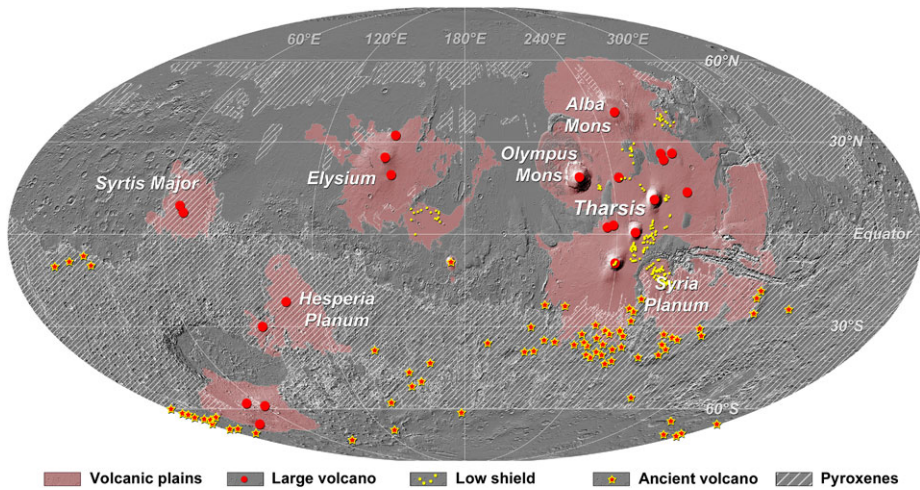 60°E 120°E 180°E 240°E 300°E
60°N
Alba
Mons
30°N
Olympus
Mons
Syrtis Major
Elysium
Tharsis
Equator
Syria
Planum
Hesperia
Planum
30°S
60°S
Volcanic plains Large volcano Low shield Ancient volcano Pyroxenes